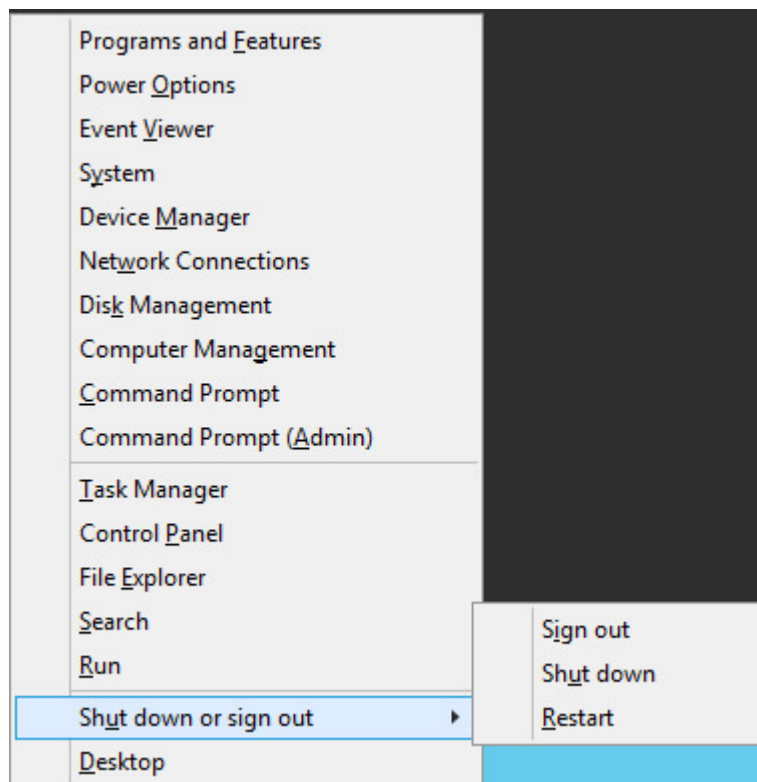 Programs and Features
Power Options
Event Viewer
System
Device Manager
Network Connections
Disk Management
Computer Management
Command Prompt
Command Prompt (Admin)
Task Manager
Control Panel
File Explorer
Search
Run
Shut down or sign out
Desktop
Sign out
Shut down
Restart